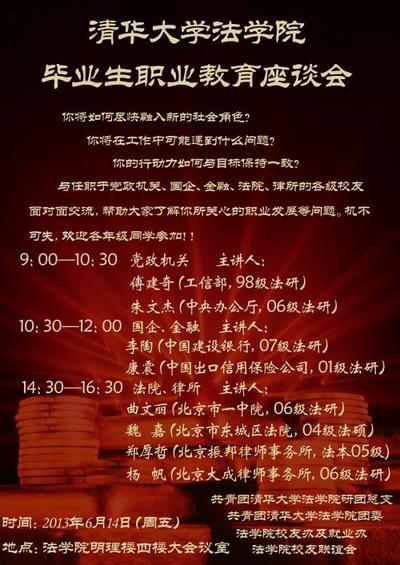 清华大学法学院
毕业生职业教育座谈会
你将如何尽快融入新的社会角色?
你将在工作中可能遇到什么问题?
你的行动力如何与目标保持一致?
与任职于党政机关、国企、金融、法院、律所的各级校友
面对面交流,帮助大家了解你所关心的职业发展等问题。机不
可失,欢迎各年级同学参加!!
9:00—10:30 党政机关 主讲人:
傅建奇(工信部,98级法研)
朱文杰(中央办公厅,06级法研)
10:30—12:00 国企、金融 主讲人:
李陶(中国建设银行,07级法研)
康震(中国出口信用保险公司,01级法研)
14:30—16:30 法院、律所 主讲人:
曲文丽(北京市一中院,06级法研)
魏 嘉(北京市东城区法院,04级法硕)
郑厚哲(北京振邦律师事务所,法本05级)
杨 帆(北京大成律师事务所,06级法研)
共青团清华大学法学院研团总支
共青团清华大学法学院团委
时间:2013年6月14日(周五)
法学院校友办及就业办
地点:法学院明理楼四楼大会议室
法学院校友联谊会